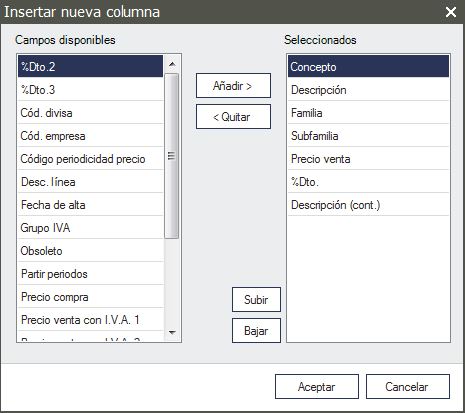 Insertar nueva columna
Campos disponibles
%Dto.2
%Dto.3
Cód. divisa
Cód. empresa
Código periodicidad precio
Desc. línea
Fecha de alta
Grupo IVA
Obsoleto
Partir periodos
Precio compra
Precio venta con I.V.A. 1
Añadir >
< Quitar
Subir
Bajar
Seleccionados
Concepto
Descripción
Familia
Subfamilia
Precio venta
%Dto.
Descripción (cont.)
Aceptar
Cancelar